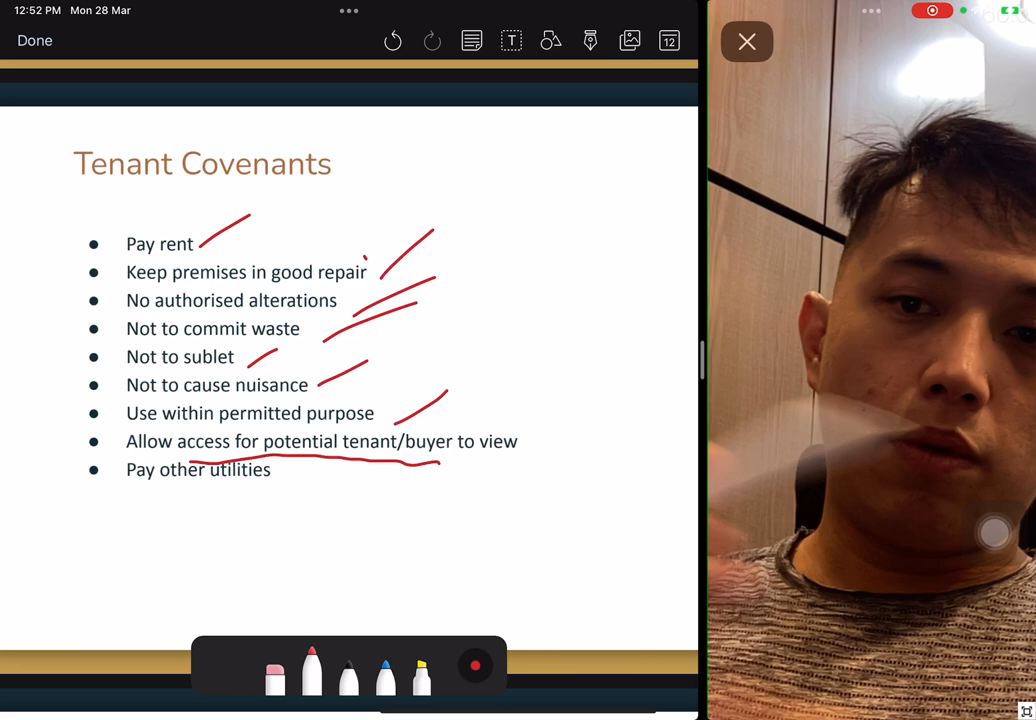 12:52 PM Mon 28 Mar
Done
T
12
Tenant Covenants
● Pay rent
● Keep premises in good repair
● No authorised alterations
● Not to commit waste
● Not to sublet
● Not to cause nuisance
● Use within permitted purpose
● Allow access for potential tenant/buyer to view
● Pay other utilities